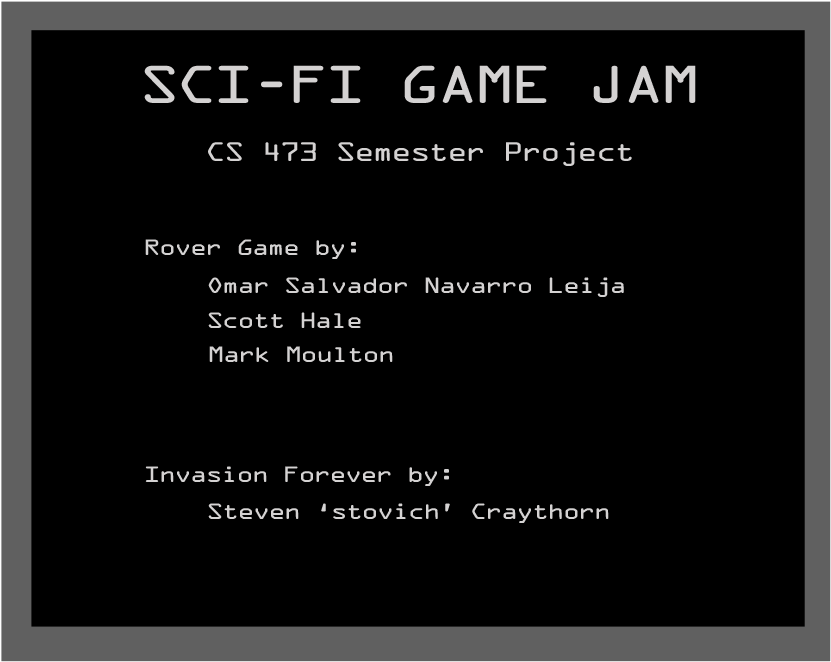 SCI-FI GAME JAM
CS 473 Semester Project
Rover Game by:
Omar Salvador Navarro Leija
Scott Hale
Mark Moulton
Invasion Forever by:
Steven ‘stovich’ Craythorn